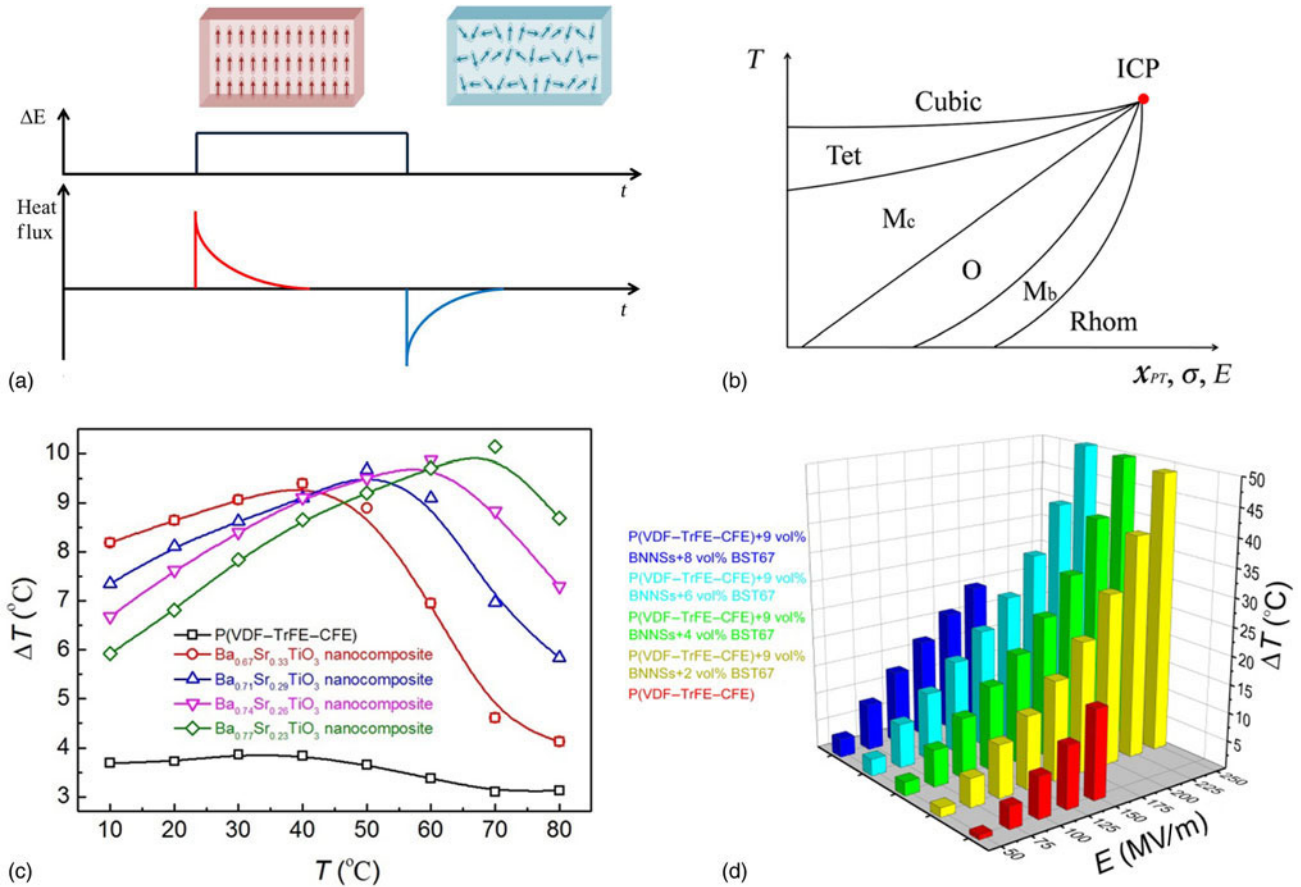 ΔE
t
Heat
flux
t
(a)
T
ICP
Cubic
Tet
Mc
O
Mb
Rhom
xPT, σ, E
(b)
ΔT (°C)
10
9
8
7
6
5
4
3
P(VDF–TrFE–CFE)
Ba0.67Sr0.33TiO3 nanocomposite
Ba0.71Sr0.29TiO3 nanocomposite
Ba0.74Sr0.26TiO3 nanocomposite
Ba0.77Sr0.23TiO3 nanocomposite
10 20 30 40 50 60 70 80
T (°C)
(c)
P(VDF–TrFE–CFE)+9 vol%
BNNSs+8 vol% BST67
P(VDF–TrFE–CFE)+9 vol%
BNNSs+6 vol% BST67
P(VDF–TrFE–CFE)+9 vol%
BNNSs+4 vol% BST67
P(VDF–TrFE–CFE)+9 vol%
BNNSs+2 vol% BST67
P(VDF–TrFE–CFE)
50
45
40
35
30
25
20
15
10
5
ΔT (°C)
50 75 100 125 150 175 200 225 250
E (MV/m)
(d)